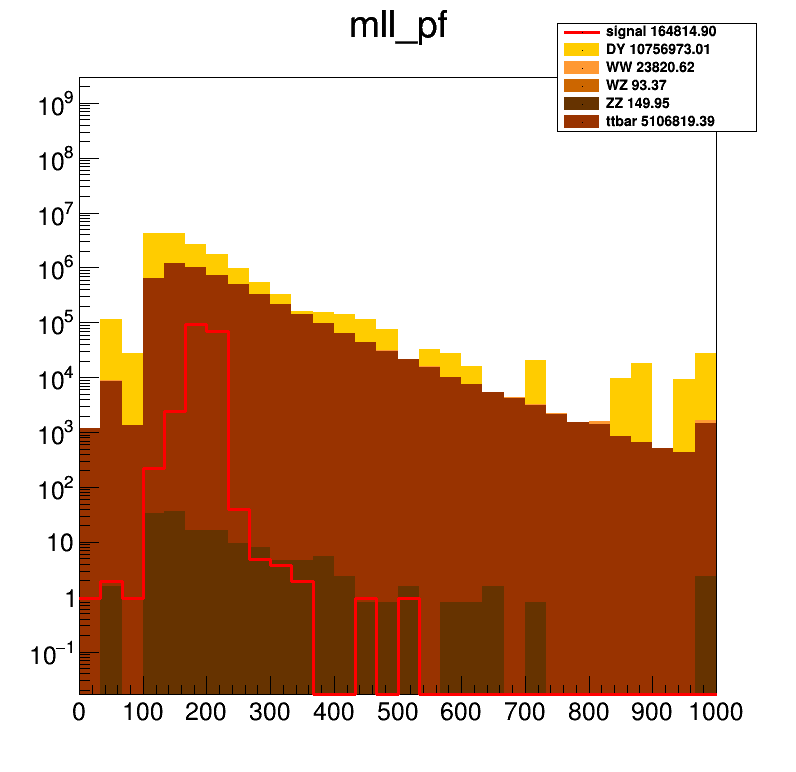 mll_pf
signal 164814.90
DY 10756973.01
WW 23820.62
WZ 93.37
ZZ 149.95
ttbar 5106819.39
10⁹
10⁸
10⁷
10⁶
10⁵
10⁴
10³
10²
10
1
10⁻¹
0 100 200 300 400 500 600 700 800 900 1000